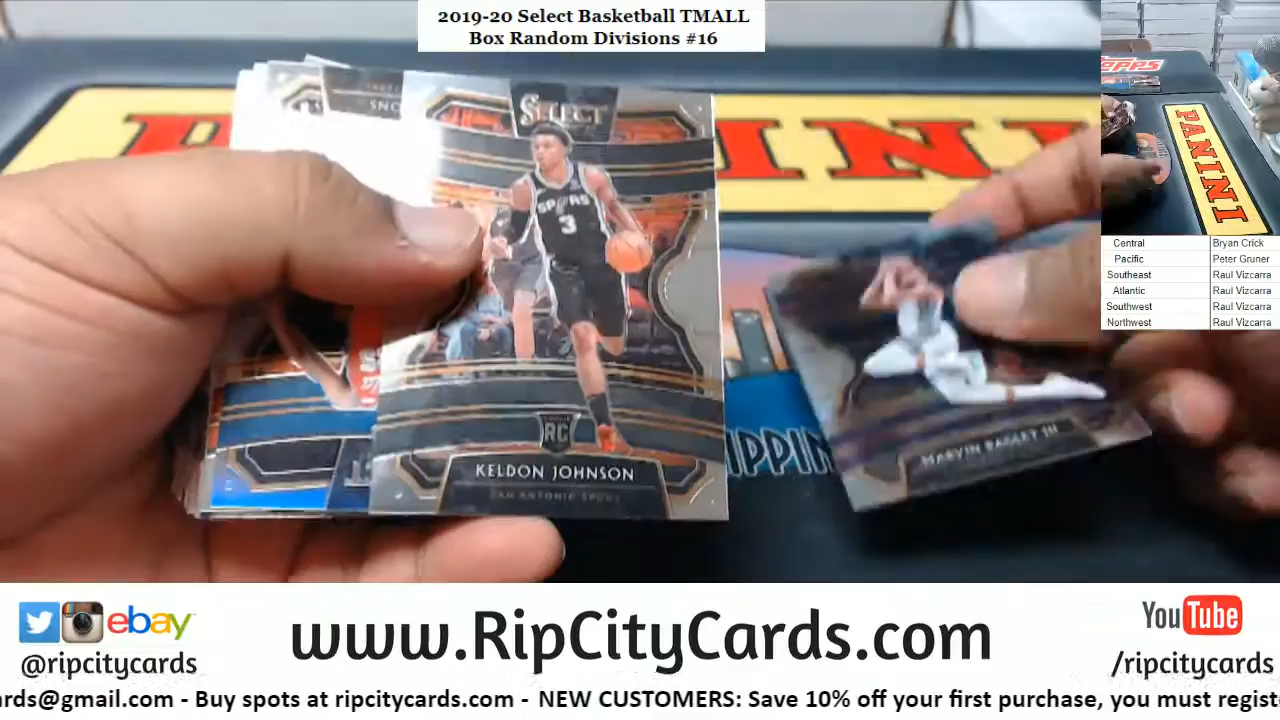 2019-20 Select Basketball TMALL
Box Random Divisions #16
TOPPS
PANINI
Central Bryan Crick
Pacific Peter Gruner
Southeast Raul Vizcarra
Atlantic Raul Vizcarra
Southwest Raul Vizcarra
Northwest Raul Vizcarra
PANINI
SELECT
SPURS
3
RC
KELDON JOHNSON
SAN ANTONIO SPURS
MARVIN BAGLEY III
IPPIN
ebay
@ripcitycards
www.RipCityCards.com
YouTube
/ripcitycards
ards@gmail.com - Buy spots at ripcitycards.com - NEW CUSTOMERS: Save 10% off your first purchase, you must regist